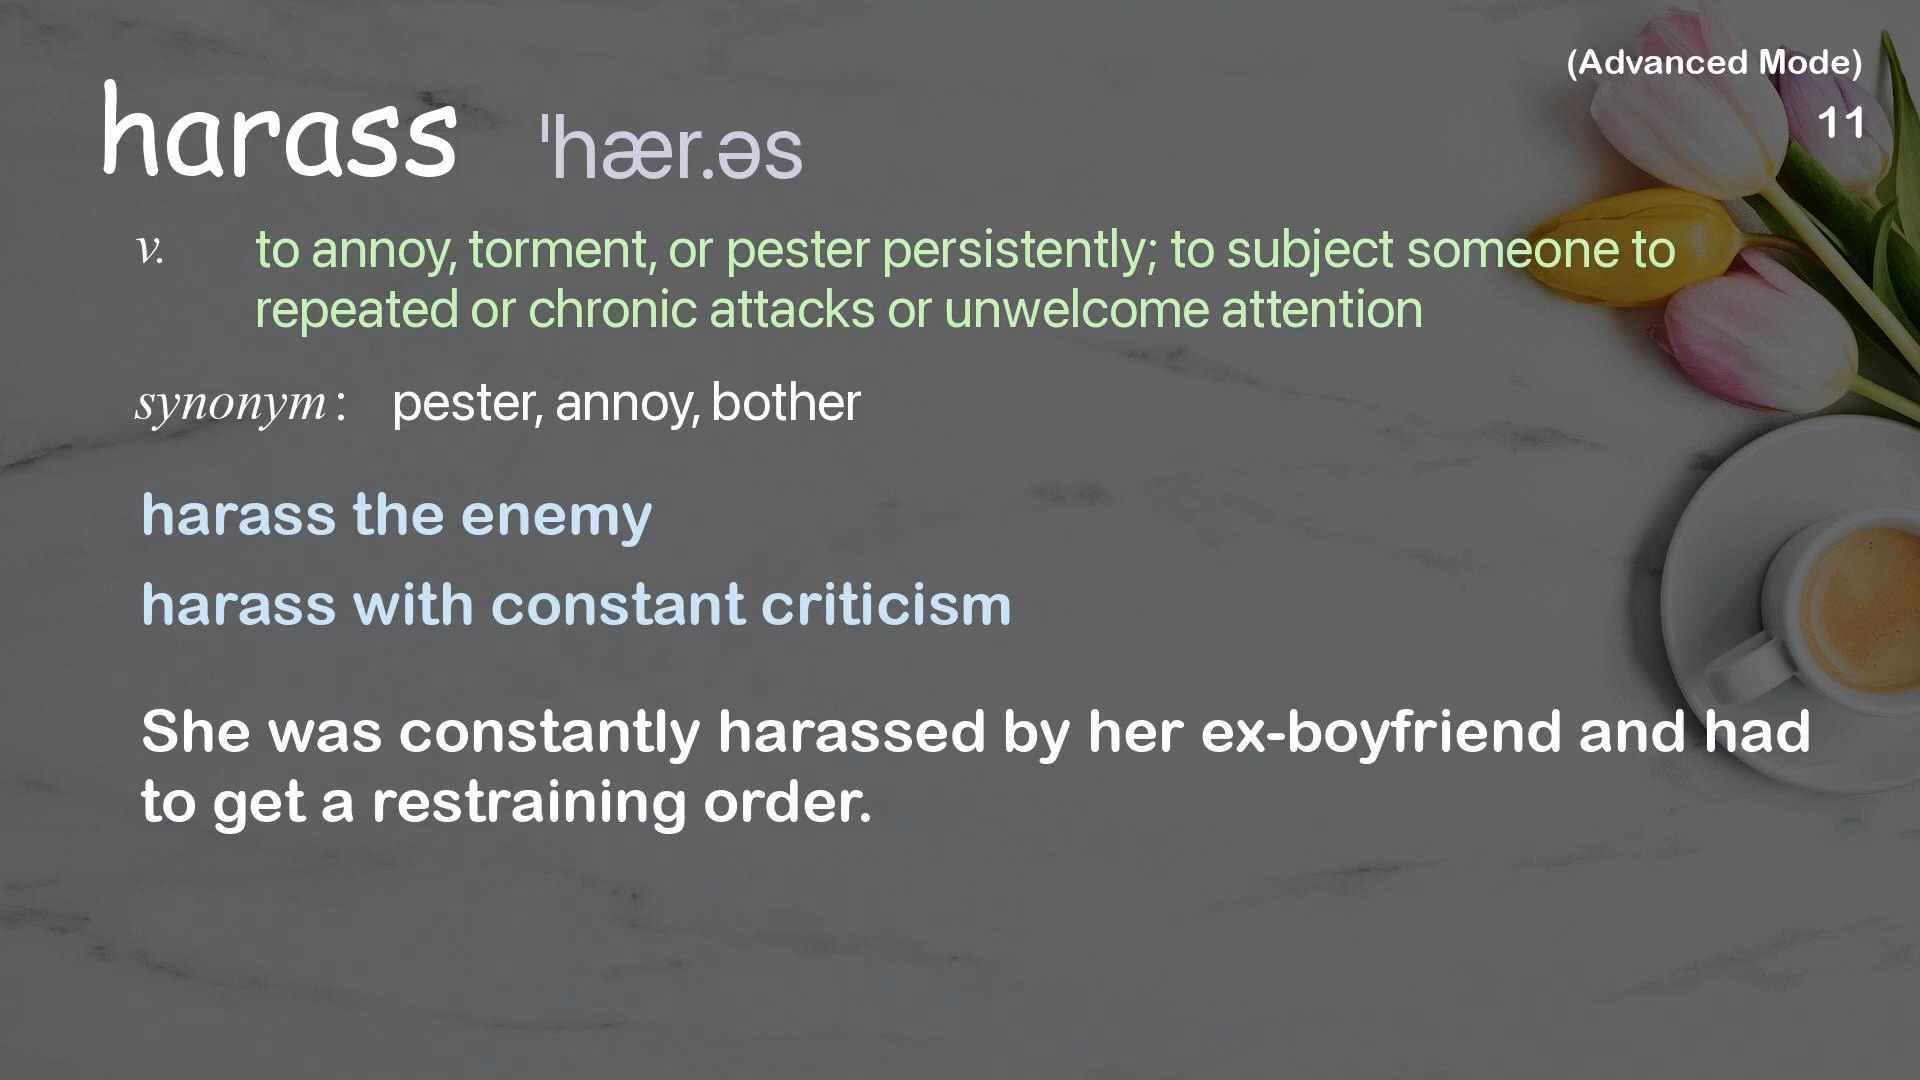 (Advanced Mode)
11
harass ˈhær.əs
v. to annoy, torment, or pester persistently; to subject someone to
repeated or chronic attacks or unwelcome attention
synonym : pester, annoy, bother
harass the enemy
harass with constant criticism
She was constantly harassed by her ex-boyfriend and had
to get a restraining order.